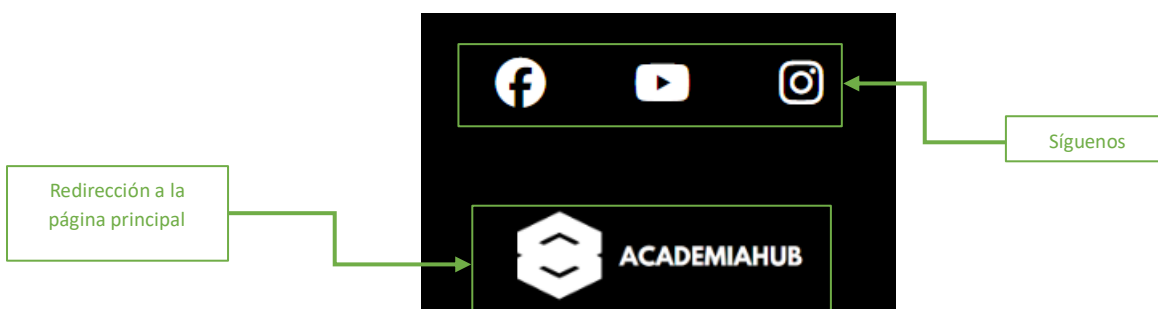 Síguenos
Redirección a la
página principal
ACADEMIAHUB